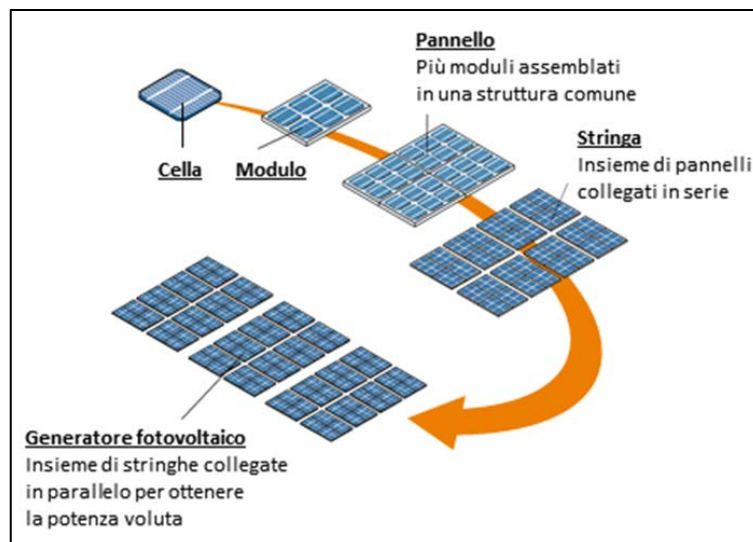 Pannello
Più moduli assemblati
in una struttura comune
Stringa
Insieme di pannelli
collegati in serie
Cella
Modulo
Generatore fotovoltaico
Insieme di stringhe collegate
in parallelo per ottenere
la potenza voluta